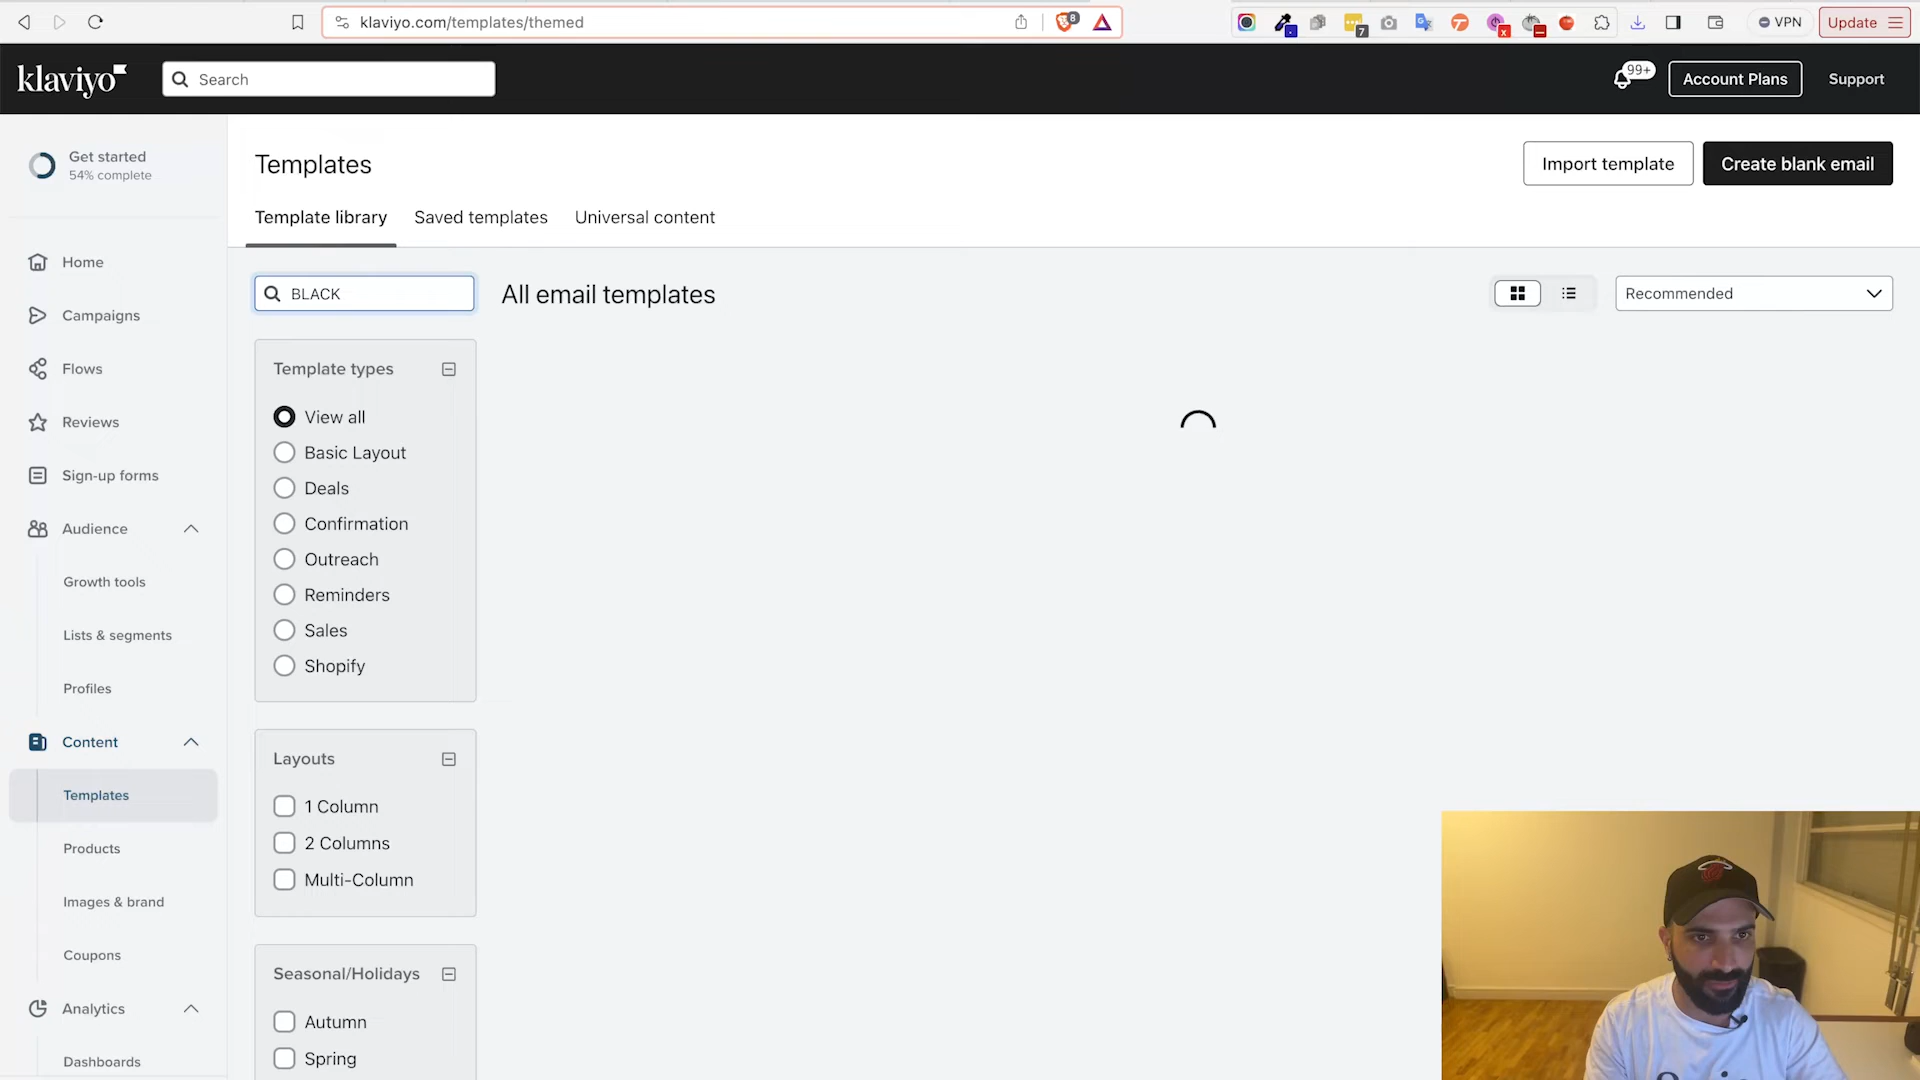 klaviyo.com/templates/themed
8
7
x
VPN
Update
klaviyo
Search
99+
Account Plans
Support
Get started
54% complete
Home
Campaigns
Flows
Reviews
Sign-up forms
Audience
Growth tools
Lists & segments
Profiles
Content
Templates
Products
Images & brand
Coupons
Analytics
Dashboards
Templates
Import template
Create blank email
Template library
Saved templates
Universal content
BLACK
All email templates
Recommended
Template types
View all
Basic Layout
Deals
Confirmation
Outreach
Reminders
Sales
Shopify
Layouts
1 Column
2 Columns
Multi-Column
Seasonal/Holidays
Autumn
Spring